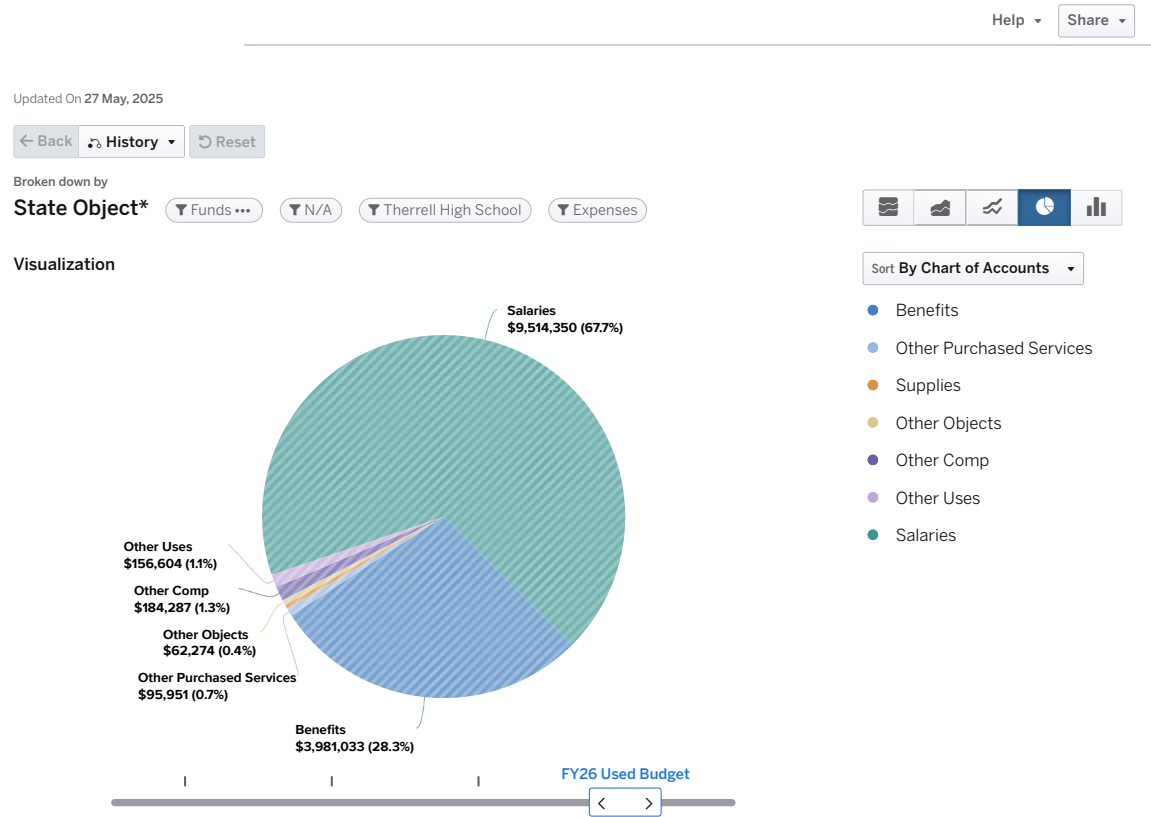 Help
Share
Updated On 27 May, 2025
Back
History
Reset
Broken down by
State Object*
Funds •••
N/A
Therrell High School
Expenses
Visualization
Sort By Chart of Accounts
Benefits
Other Purchased Services
Supplies
Other Objects
Other Comp
Other Uses
Salaries
Salaries
$9,514,350 (67.7%)
Other Uses
$156,604 (1.1%)
Other Comp
$184,287 (1.3%)
Other Objects
$62,274 (0.4%)
Other Purchased Services
$95,951 (0.7%)
Benefits
$3,981,033 (28.3%)
FY26 Used Budget